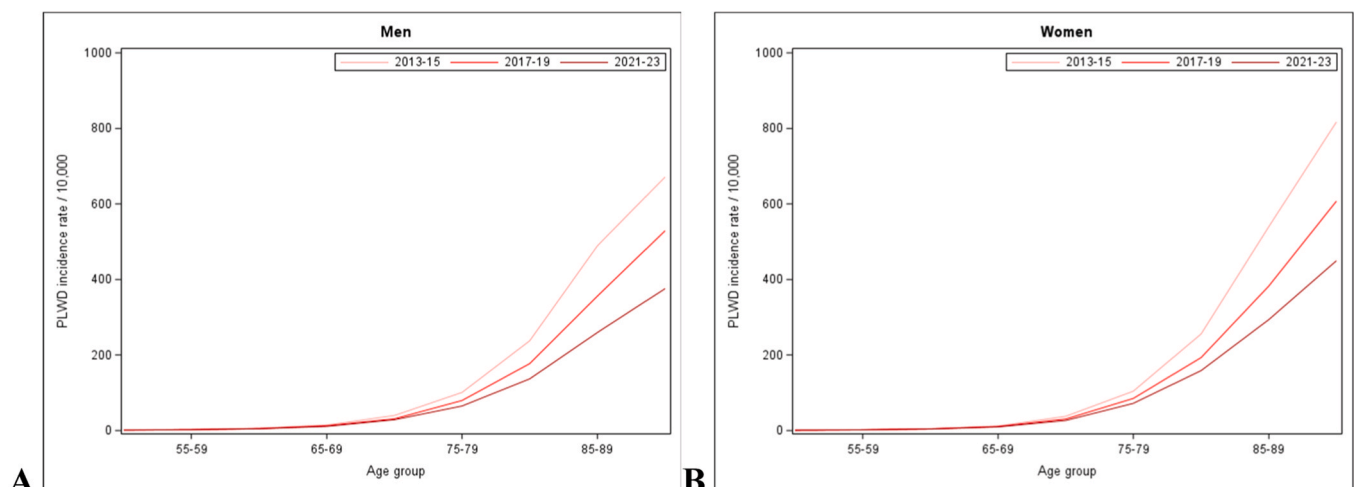 Men
2013-15 2017-19 2021-23
1000
800
600
400
200
0
PLWD incidence rate / 10,000
55-59 65-69 75-79 85-89
Age group
A
Women
2013-15 2017-19 2021-23
1000
800
600
400
200
0
PLWD incidence rate / 10,000
55-59 65-69 75-79 85-89
Age group
B